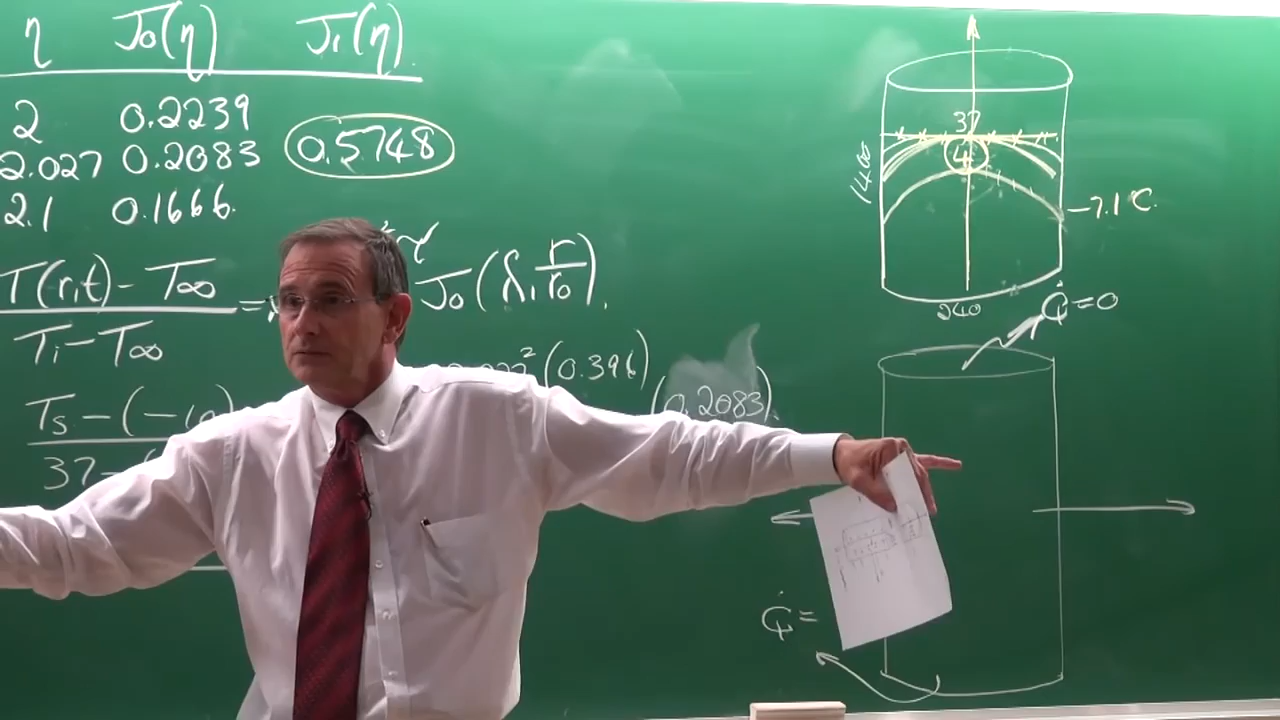 η J₀(η) J₁(η).
2 0.2239
2.027 0.2083 0.5748
2.1 0.1666.
T(r,t) - T∞
= J₀(λ₁ r/r₀).
Tᵢ - T∞
² (0.396)
Tₛ - (-10) (0.2083).
37 -
37
4
1400
-7.1°C.
240
Q̇=0
Q̇=